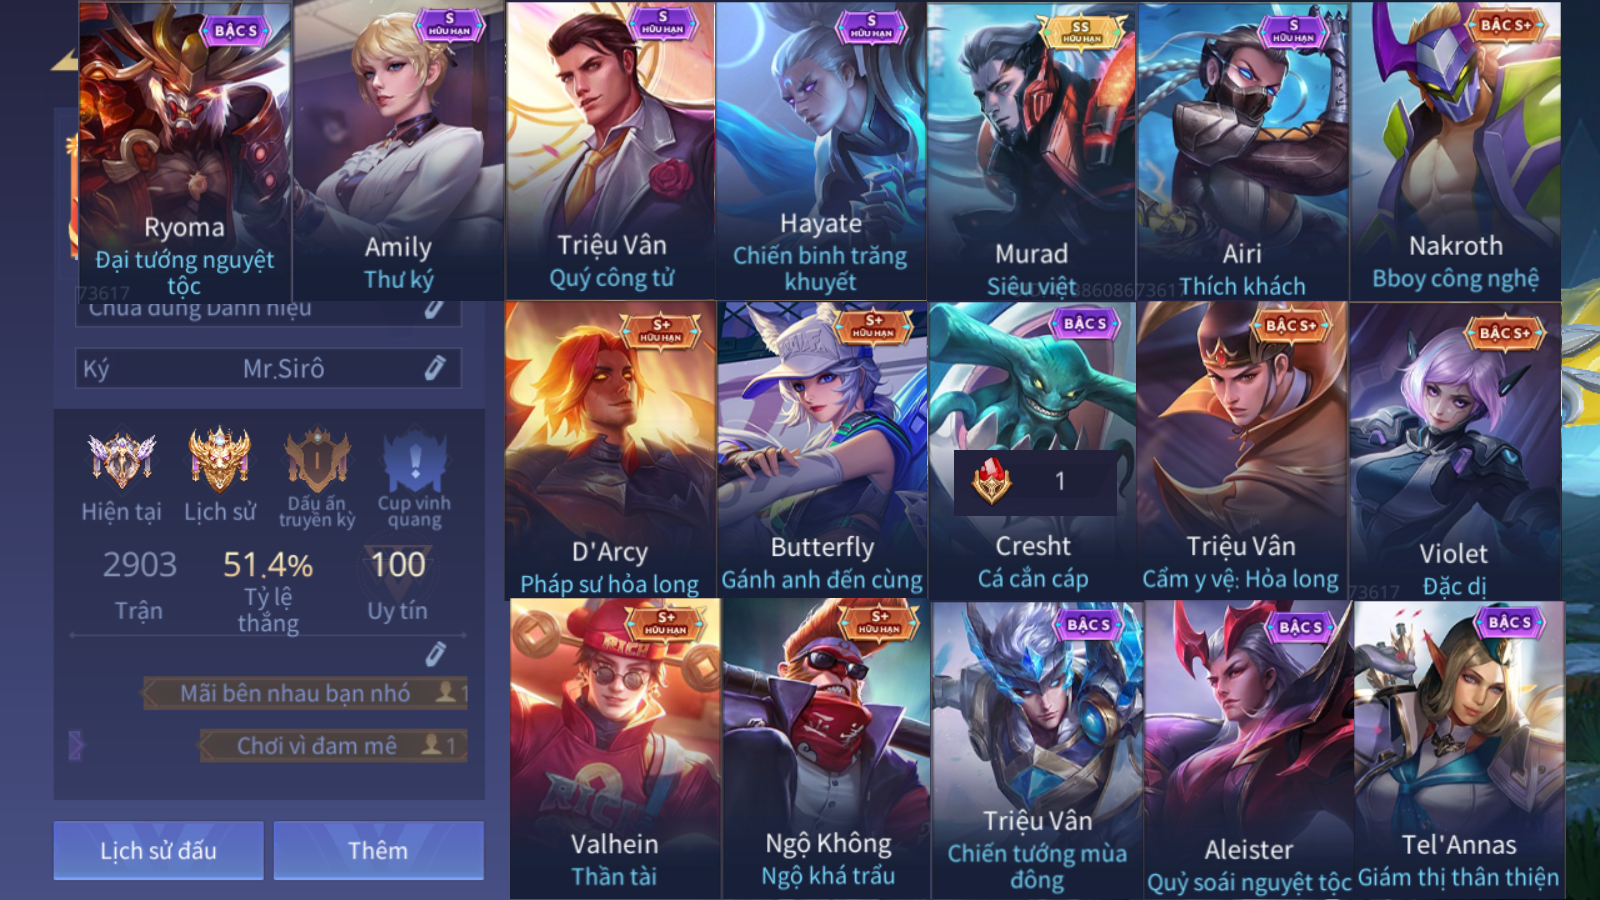 BẬC S
Ryoma
Đại tướng nguyệt
tộc
S
HỮU HẠN
Amily
Thư ký
S
HỮU HẠN
Triệu Vân
Quý công tử
S
HỮU HẠN
Hayate
Chiến binh trăng
khuyết
SS
HỮU HẠN
Murad
Siêu việt
S
HỮU HẠN
Airi
Thích khách
BẬC S+
Nakroth
Bboy công nghệ
73617
Chưa dùng Danh hiệu
Ký
Mr.Sirô
Hiện tại
Lịch sử
Dấu ấn
truyền kỳ
Cup vinh
quang
2903
Trận
51.4%
Tỷ lệ
thắng
100
Uy tín
Mãi bên nhau bạn nhó
1
Chơi vì đam mê
1
Lịch sử đấu
Thêm
S+
HỮU HẠN
D'Arcy
Pháp sư hỏa long
S+
HỮU HẠN
Butterfly
Gánh anh đến cùng
BẬC S
1
Cresht
Cá cắn cáp
BẬC S+
Triệu Vân
Cẩm y vệ: Hỏa long
BẬC S+
Violet
Đặc dị
73617
S+
HỮU HẠN
RICH
RICH
Valhein
Thần tài
S+
HỮU HẠN
Ngộ Không
Ngộ khá trẩu
BẬC S
Triệu Vân
Chiến tướng mùa
đông
BẬC S
Aleister
Quỷ soái nguyệt tộc
BẬC S
Tel'Annas
Giám thị thân thiện